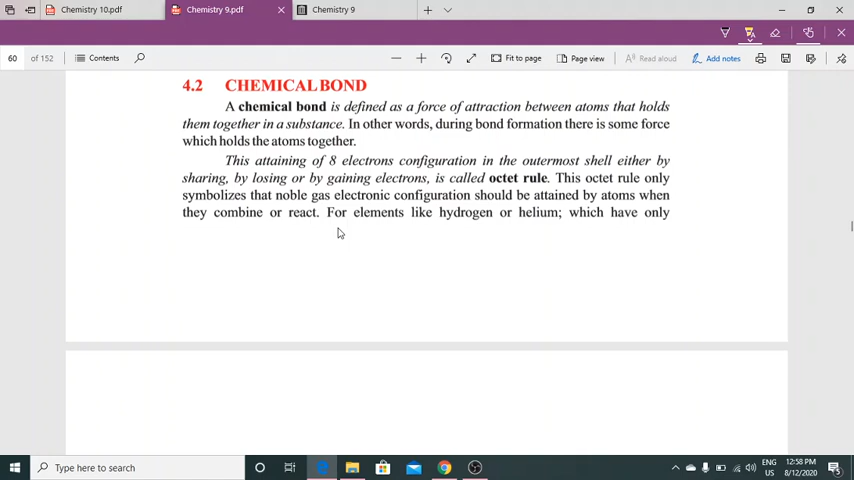 Chemistry 10.pdf
Chemistry 9.pdf
Chemistry 9
60 of 152
Contents
Fit to page
Page view
Read aloud
Add notes
4.2 CHEMICAL BOND
A chemical bond is defined as a force of attraction between atoms that holds
them together in a substance. In other words, during bond formation there is some force
which holds the atoms together.
This attaining of 8 electrons configuration in the outermost shell either by
sharing, by losing or by gaining electrons, is called octet rule. This octet rule only
symbolizes that noble gas electronic configuration should be attained by atoms when
they combine or react. For elements like hydrogen or helium; which have only
Type here to search
ENG
US
12:58 PM
8/12/2020
5